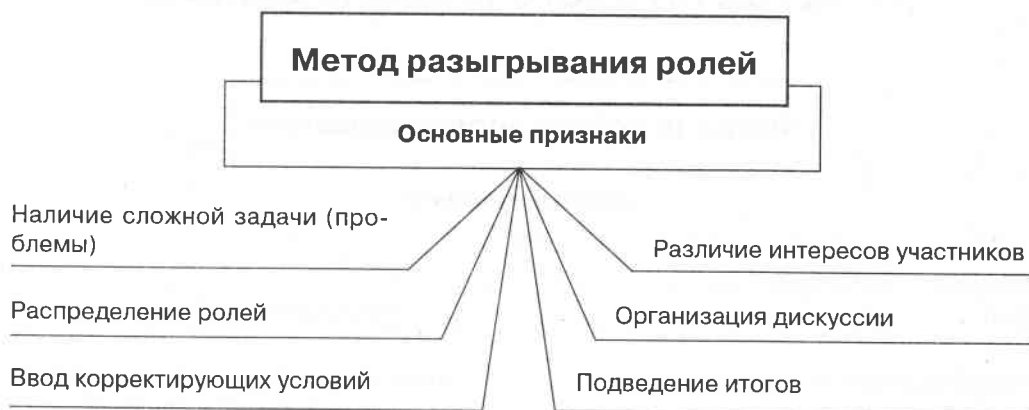 Метод разыгрывания ролей
Основные признаки
Наличие сложной задачи (про-
блемы)
Различие интересов участников
Распределение ролей
Организация дискуссии
Ввод корректирующих условий
Подведение итогов